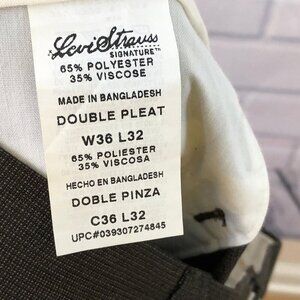 Levi Strauss
SIGNATURE™
65% POLYESTER
35% VISCOSE
MADE IN BANGLADESH
DOUBLE PLEAT
W36 L32
65% POLIESTER
35% VISCOSA
HECHO EN BANGLADESH
DOBLE PINZA
C36 L32
UPC#039307274845